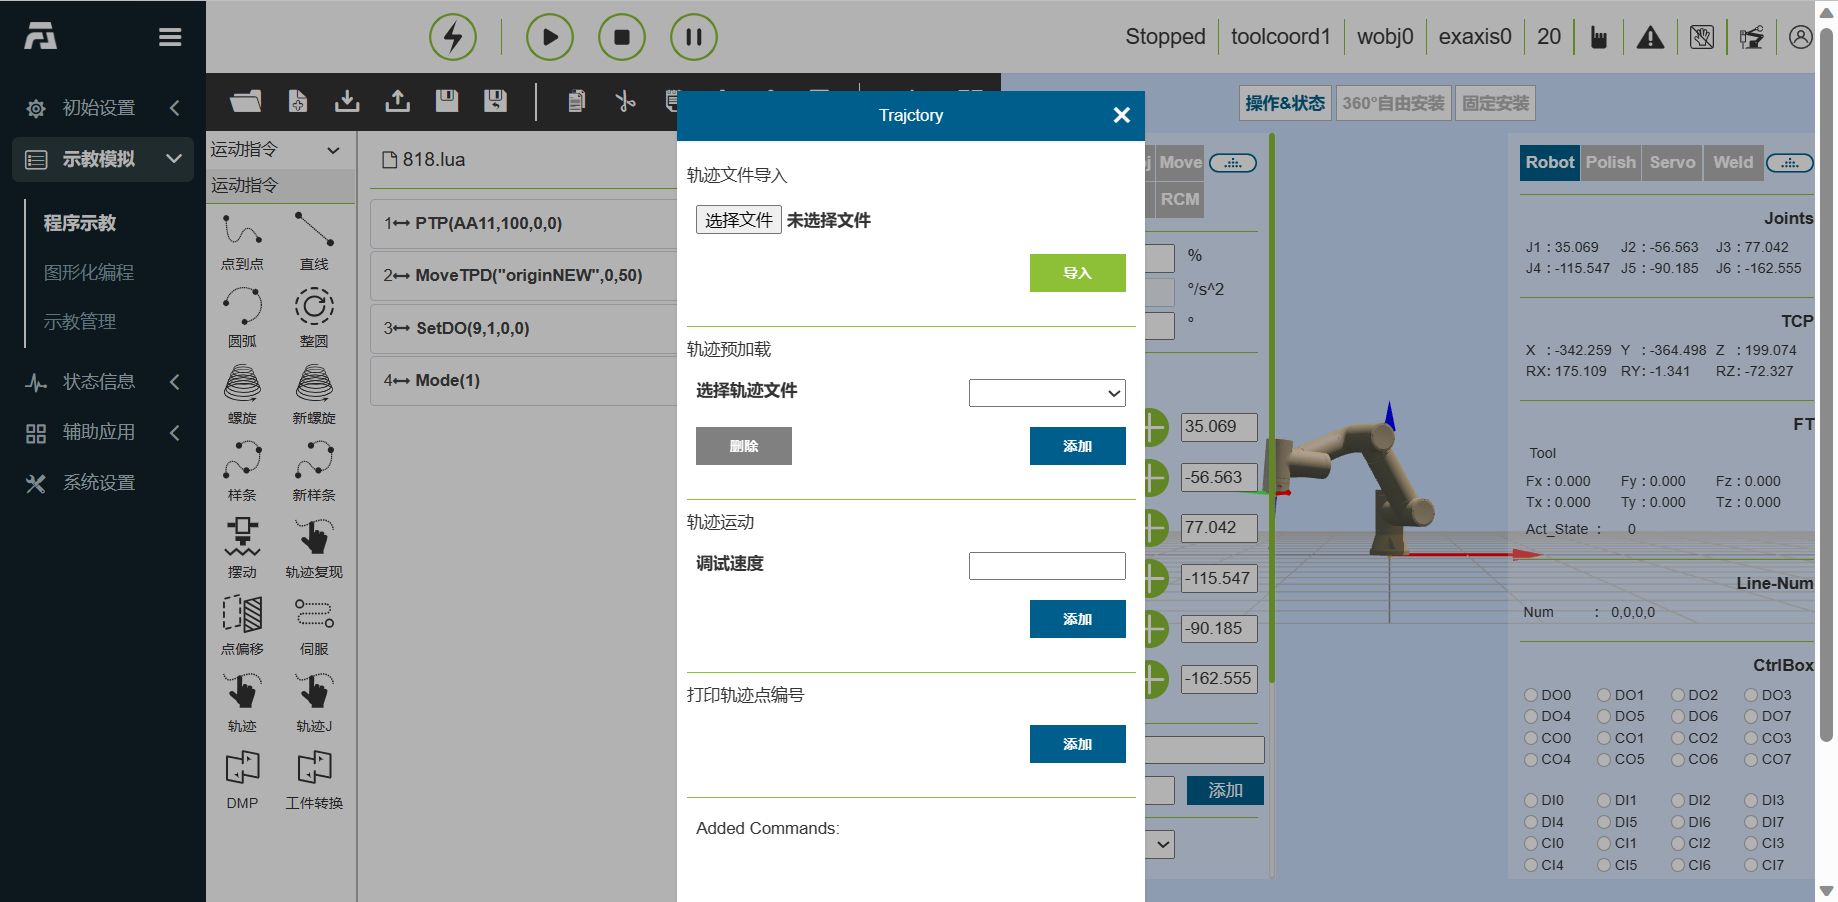 Stopped
toolcoord1
wobj0
exaxis0
20
初始设置
示教模拟
程序示教
图形化编程
示教管理
状态信息
辅助应用
系统设置
运动指令
运动指令
点到点
直线
圆弧
整圆
螺旋
新螺旋
样条
新样条
摆动
轨迹复现
点偏移
伺服
轨迹
轨迹J
DMP
工件转换
818.lua
1 PTP(AA11,100,0,0)
2 MoveTPD("originNEW",0,50)
3 SetDO(9,1,0,0)
4 Mode(1)
Trajctory
轨迹文件导入
选择文件 未选择文件
导入
轨迹预加载
选择轨迹文件
删除
添加
轨迹运动
调试速度
添加
打印轨迹点编号
添加
Added Commands:
操作&状态
360°自由安装
固定安装
Move
RCM
%
°/s^2
°
35.069
-56.563
77.042
-115.547
-90.185
-162.555
添加
Robot
Polish
Servo
Weld
Joints
J1 : 35.069 J2 : -56.563 J3 : 77.042
J4 : -115.547 J5 : -90.185 J6 : -162.555
TCP
X : -342.259 Y : -364.498 Z : 199.074
RX: 175.109 RY: -1.341 RZ: -72.327
FT
Tool
Fx : 0.000 Fy : 0.000 Fz : 0.000
Tx : 0.000 Ty : 0.000 Tz : 0.000
Act_State : 0
Line-Num
Num : 0,0,0,0
CtrlBox
DO0 DO1 DO2 DO3
DO4 DO5 DO6 DO7
CO0 CO1 CO2 CO3
CO4 CO5 CO6 CO7
DI0 DI1 DI2 DI3
DI4 DI5 DI6 DI7
CI0 CI1 CI2 CI3
CI4 CI5 CI6 CI7